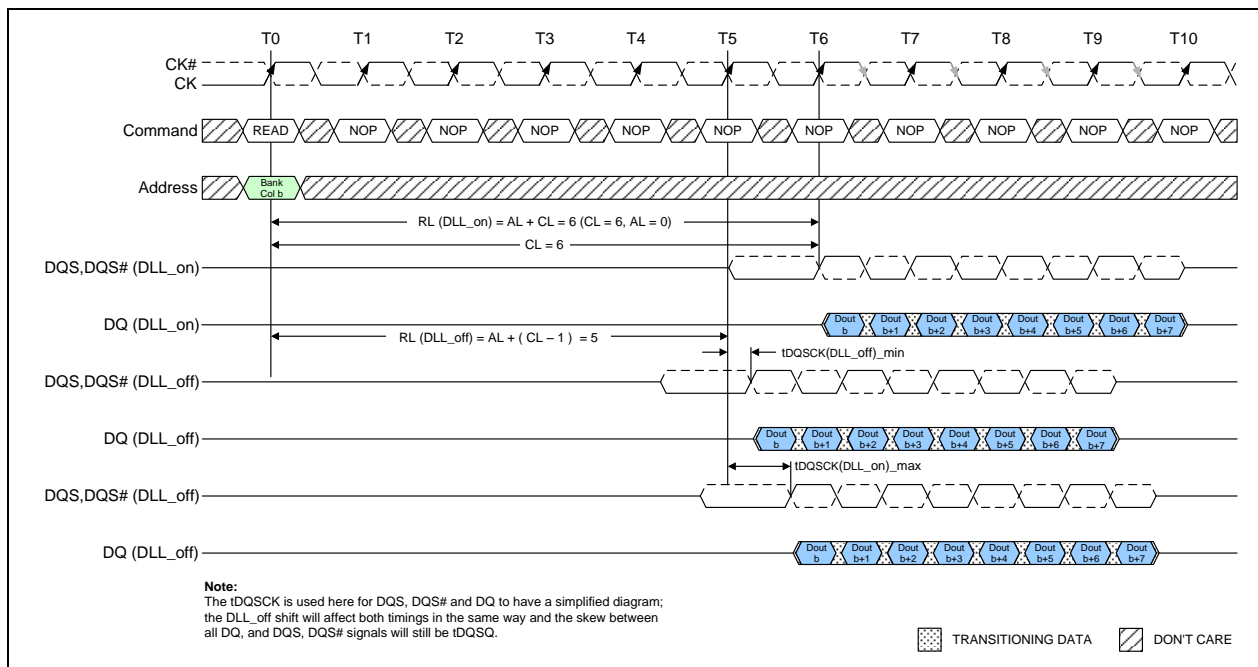 T0 T1 T2 T3 T4 T5 T6 T7 T8 T9 T10
CK#
CK
Command READ NOP NOP NOP NOP NOP NOP NOP NOP NOP NOP
Address Bank
Col b
RL (DLL_on) = AL + CL = 6 (CL = 6, AL = 0)
CL = 6
DQS,DQS# (DLL_on)
DQ (DLL_on) Dout b Dout b+1 Dout b+2 Dout b+3 Dout b+4 Dout b+5 Dout b+6 Dout b+7
RL (DLL_off) = AL + ( CL – 1 ) = 5
tDQSCK(DLL_off)_min
DQS,DQS# (DLL_off)
DQ (DLL_off) Dout b Dout b+1 Dout b+2 Dout b+3 Dout b+4 Dout b+5 Dout b+6 Dout b+7
tDQSCK(DLL_on)_max
DQS,DQS# (DLL_off)
DQ (DLL_off) Dout b Dout b+1 Dout b+2 Dout b+3 Dout b+4 Dout b+5 Dout b+6 Dout b+7
Note:
The tDQSCK is used here for DQS, DQS# and DQ to have a simplified diagram;
the DLL_off shift will affect both timings in the same way and the skew between
all DQ, and DQS, DQS# signals will still be tDQSQ.
TRANSITIONING DATA DON'T CARE